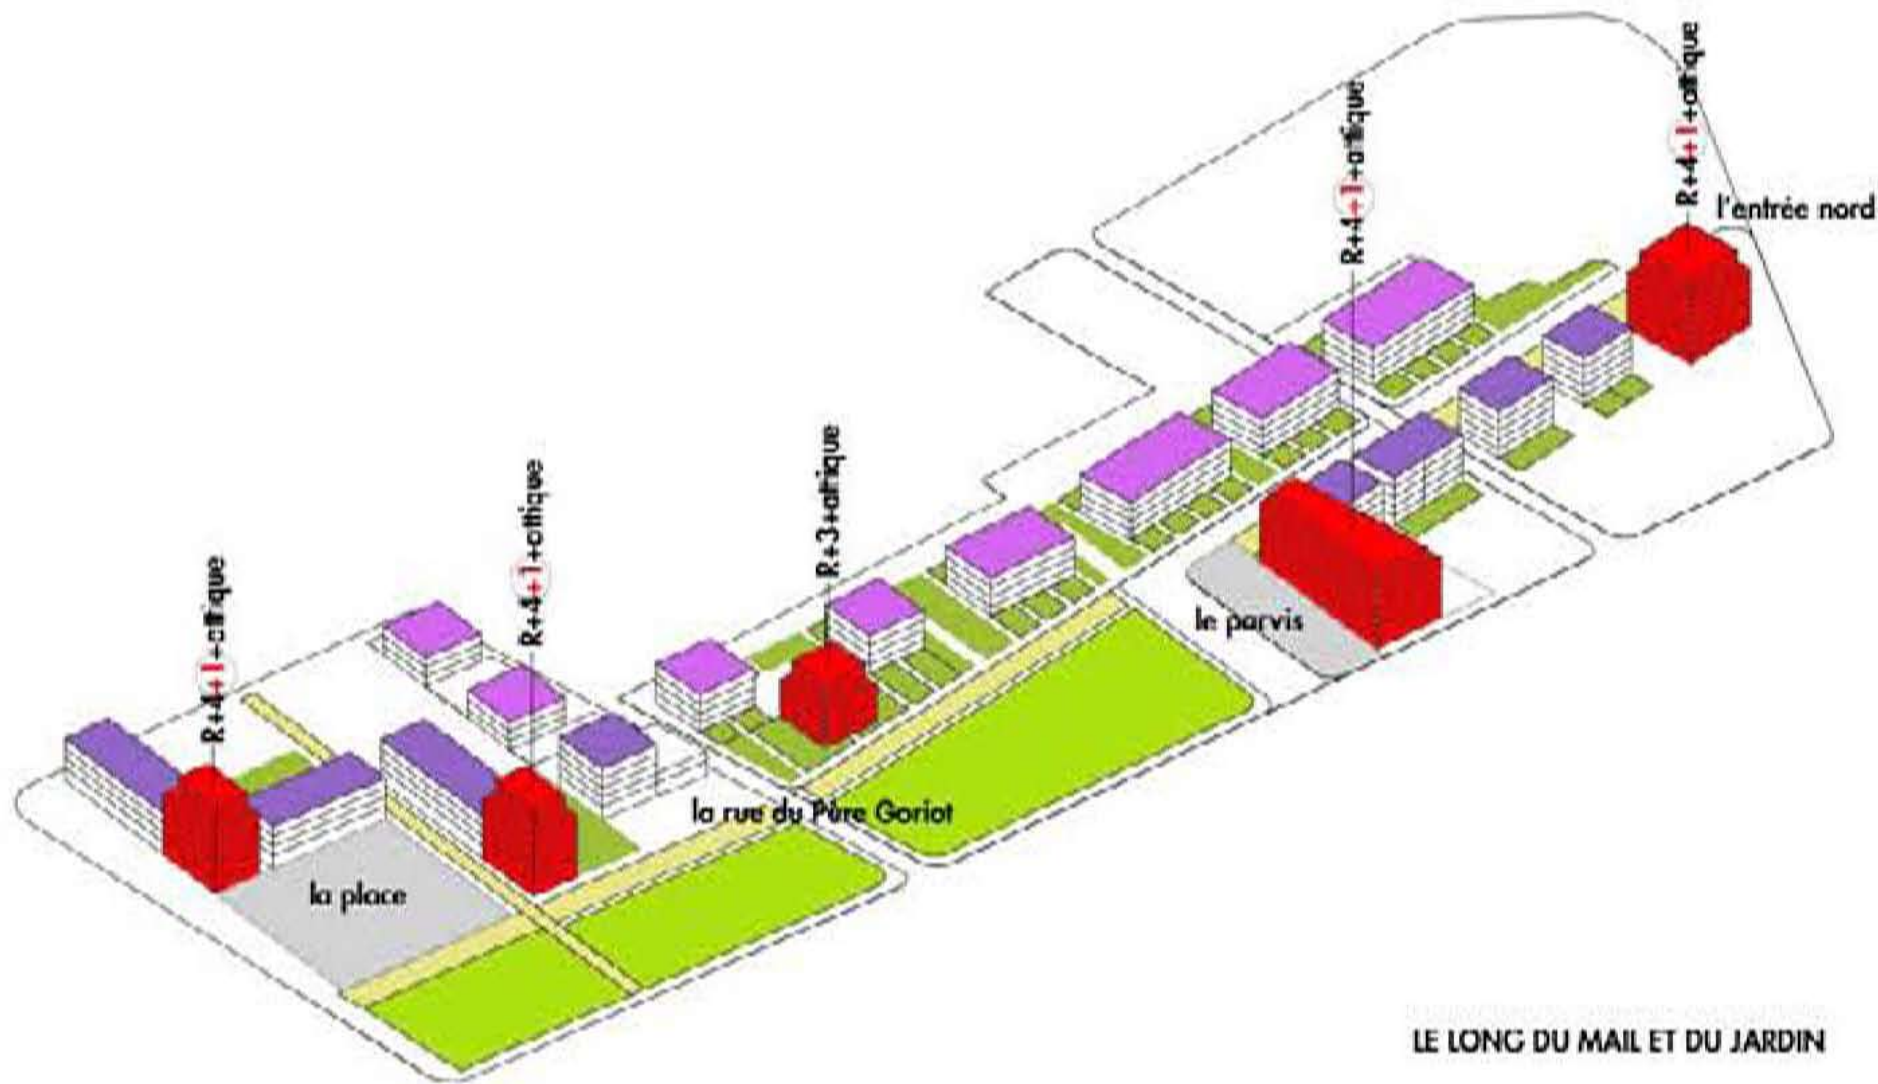 R+4+1+attique
R+4+1+attique
R+3+attique
R+4+1+attique
R+4+1+attique
l'entrée nord
le parvis
la rue du Père Goriot
la place
LE LONG DU MAIL ET DU JARDIN